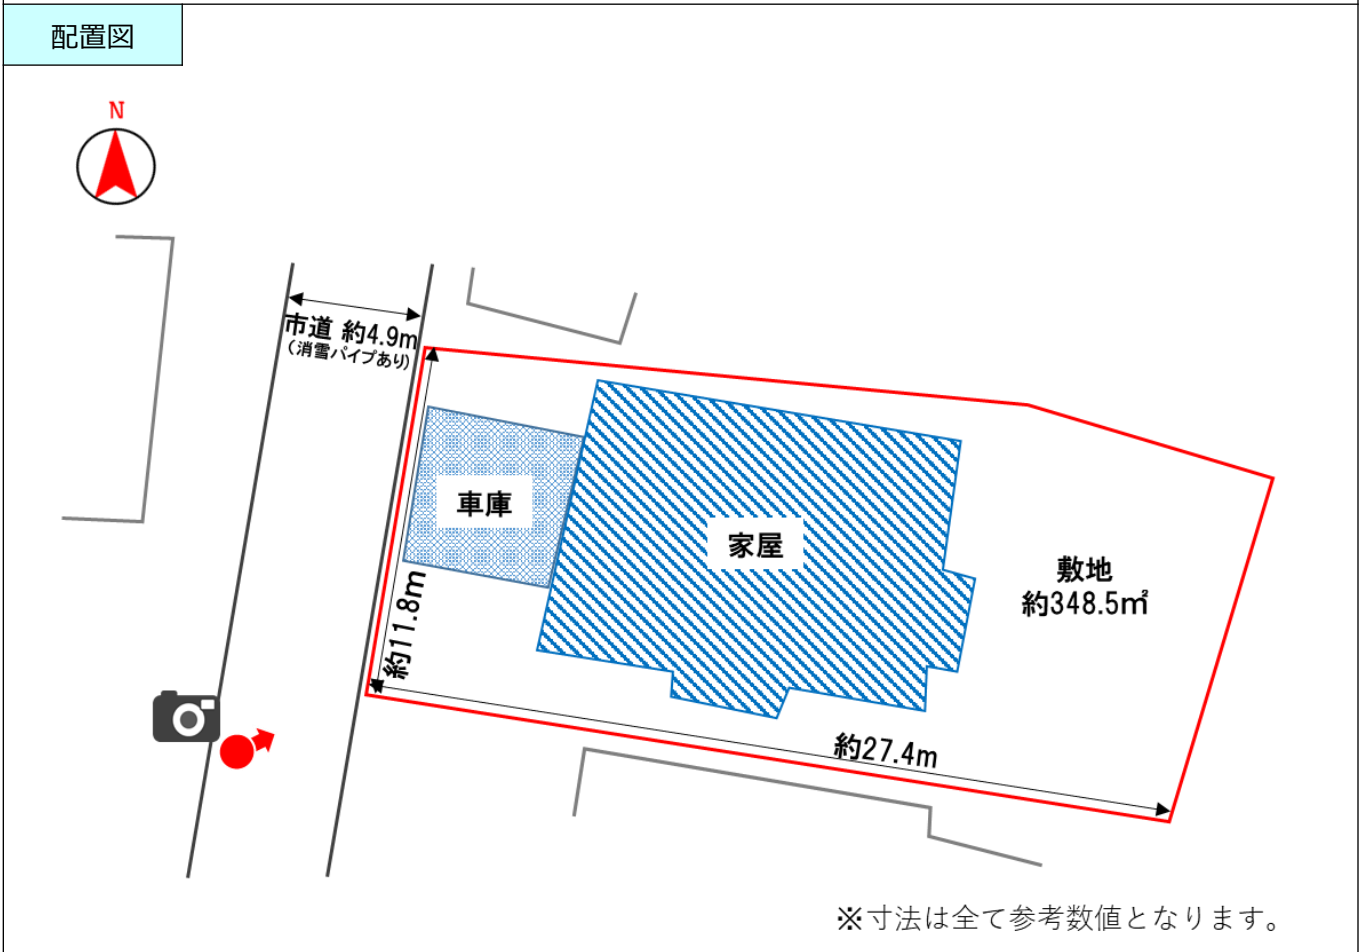 配置図
N
市道 約4.9m
（消雪パイプあり）
車庫
家屋
敷地
約348.5㎡
約11.8m
約27.4m
※寸法は全て参考数値となります。